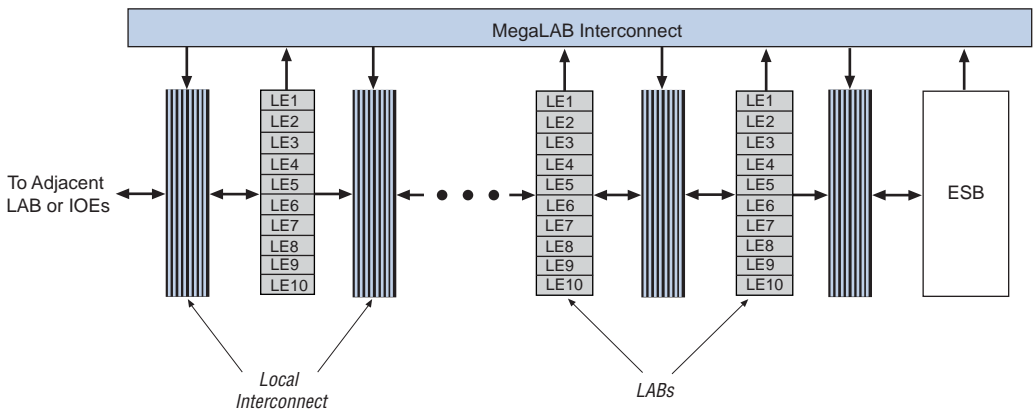 MegaLAB Interconnect
LE1
LE2
LE3
LE4
LE5
LE6
LE7
LE8
LE9
LE10
LE1
LE2
LE3
LE4
LE5
LE6
LE7
LE8
LE9
LE10
LE1
LE2
LE3
LE4
LE5
LE6
LE7
LE8
LE9
LE10
To Adjacent
LAB or IOEs
ESB
Local
Interconnect
LABs